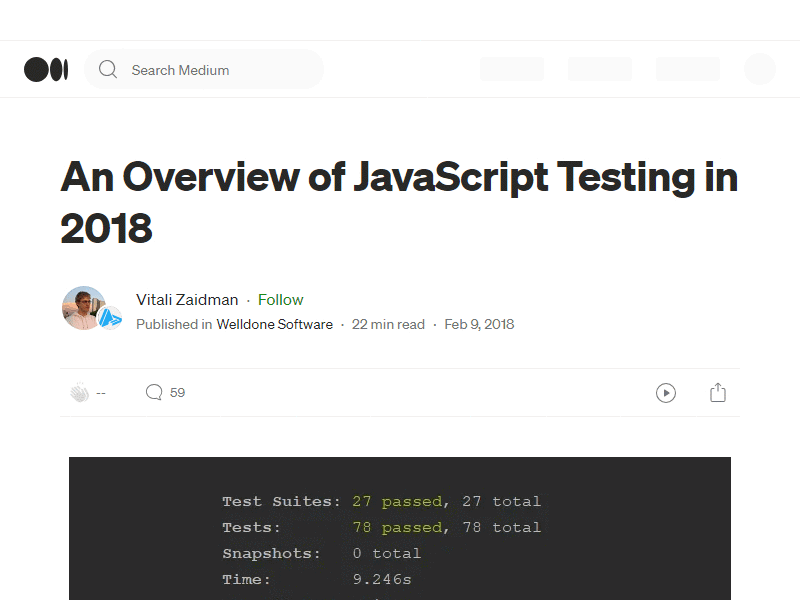 Search Medium
An Overview of JavaScript Testing in
2018
Vitali Zaidman · Follow
Published in Welldone Software · 22 min read · Feb 9, 2018
-- 59
Test Suites: 27 passed, 27 total
Tests: 78 passed, 78 total
Snapshots: 0 total
Time: 9.246s